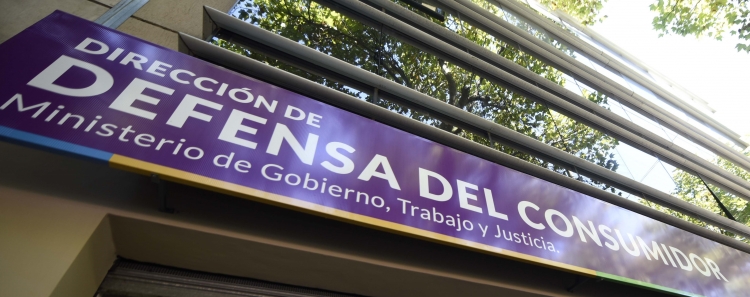 DIRECCIÓN DE
DEFENSA DEL CONSUMIDOR
Ministerio de Gobierno, Trabajo y Justicia.